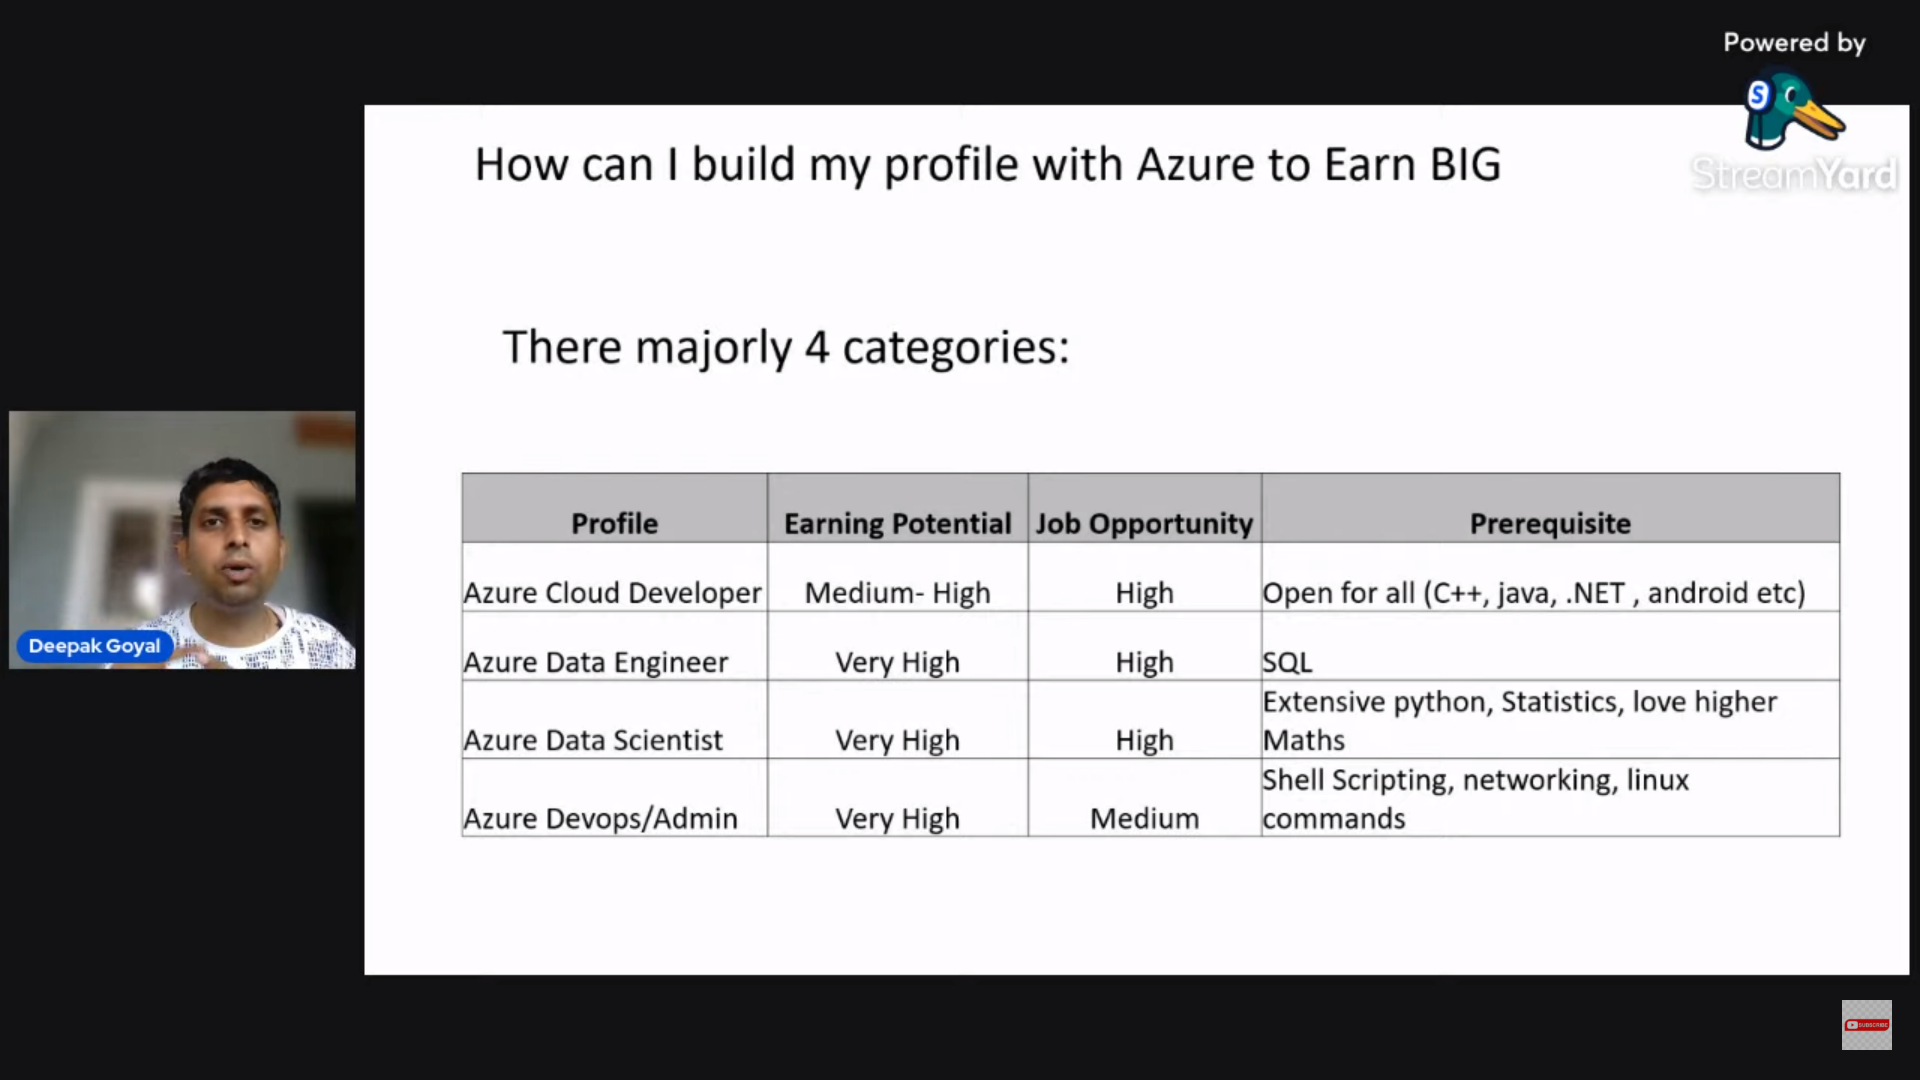 Powered by
StreamYard
How can I build my profile with Azure to Earn BIG
There majorly 4 categories:
Profile Earning Potential Job Opportunity Prerequisite
Azure Cloud Developer Medium- High High Open for all (C++, java, .NET , android etc)
Azure Data Engineer Very High High SQL
Extensive python, Statistics, love higher
Azure Data Scientist Very High High Maths
Shell Scripting, networking, linux
Azure Devops/Admin Very High Medium commands
Deepak Goyal
SUBSCRIBE